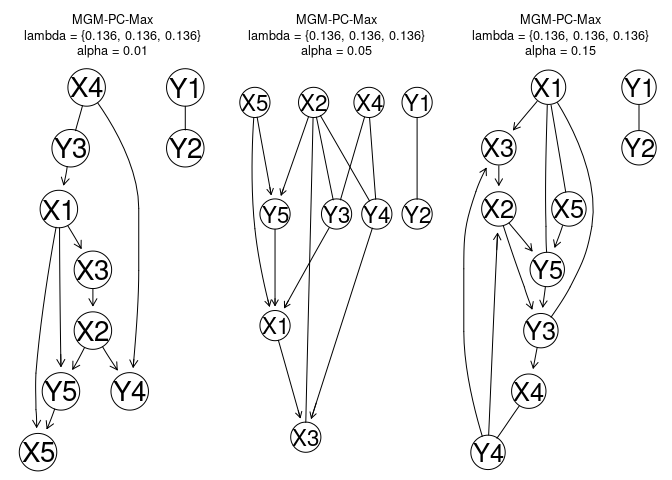 MGM-PC-Max
lambda = {0.136, 0.136, 0.136}
alpha = 0.01
X4
Y1
Y3
Y2
X1
X3
X2
Y5
Y4
X5
MGM-PC-Max
lambda = {0.136, 0.136, 0.136}
alpha = 0.05
X5
X2
X4
Y1
Y5
Y3
Y4
Y2
X1
X3
MGM-PC-Max
lambda = {0.136, 0.136, 0.136}
alpha = 0.15
X1
Y1
X3
Y2
X2
X5
Y5
Y3
X4
Y4